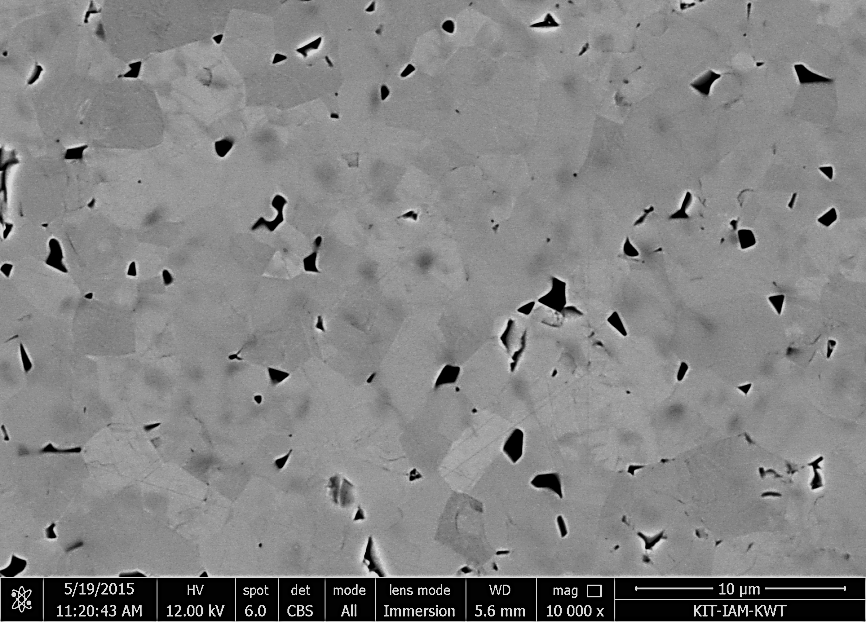 5/19/2015 HV spot det mode lens mode WD mag 10 µm
11:20:43 AM 12.00 kV 6.0 CBS All Immersion 5.6 mm 10 000 x KIT-IAM-KWT